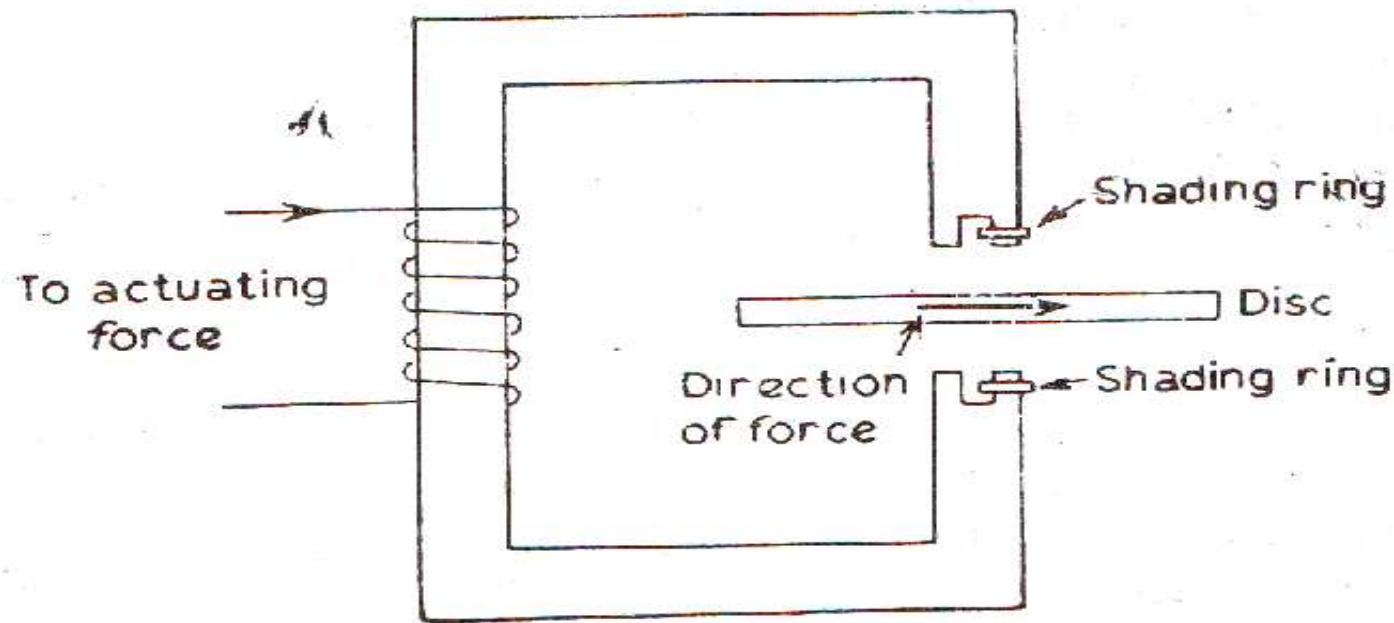 Shading ring
To actuating
force
Disc
Direction
of force
Shading ring